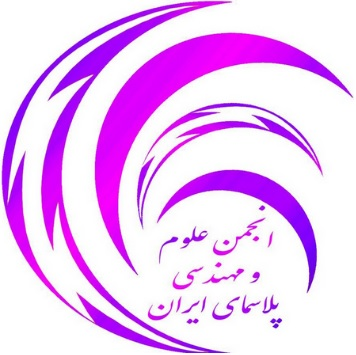 انجمن علوم
و مهندسی
پلاسمای ایران